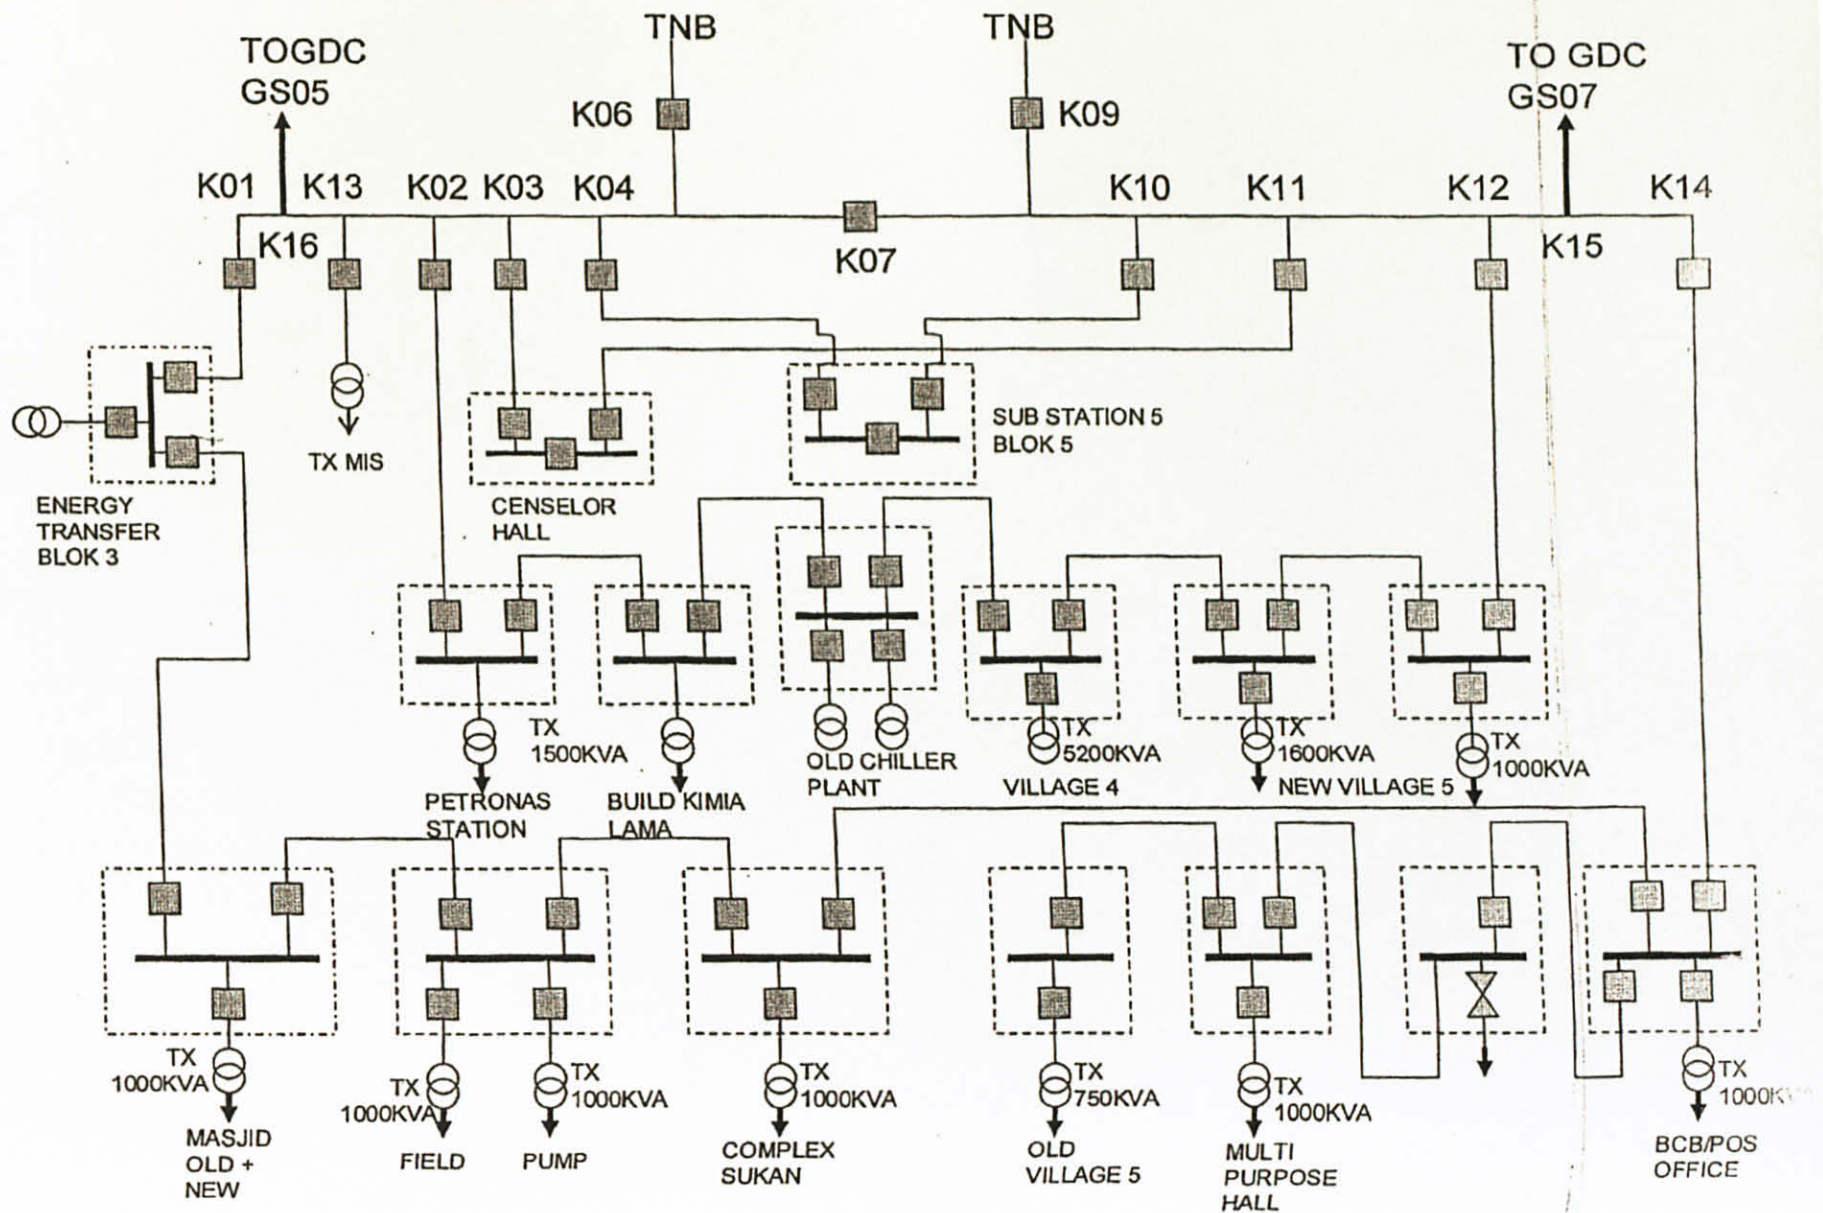 TNB
TNB
TOGDC
GS05
TO GDC
GS07
K06
K09
K01
K13
K02
K03
K04
K10
K11
K12
K14
K16
K07
K15
TX MIS
SUB STATION 5
BLOK 5
ENERGY
TRANSFER
BLOK 3
CENSELOR
HALL
TX
1500KVA
OLD CHILLER
PLANT
TX
5200KVA
TX
1600KVA
TX
1000KVA
PETRONAS
STATION
BUILD KIMIA
LAMA
VILLAGE 4
NEW VILLAGE 5
TX
1000KVA
TX
1000KVA
TX
1000KVA
TX
1000KVA
TX
750KVA
TX
1000KVA
TX
1000KVA
MASJID
OLD +
NEW
FIELD
PUMP
COMPLEX
SUKAN
OLD
VILLAGE 5
MULTI
PURPOSE
HALL
BCB/POS
OFFICE